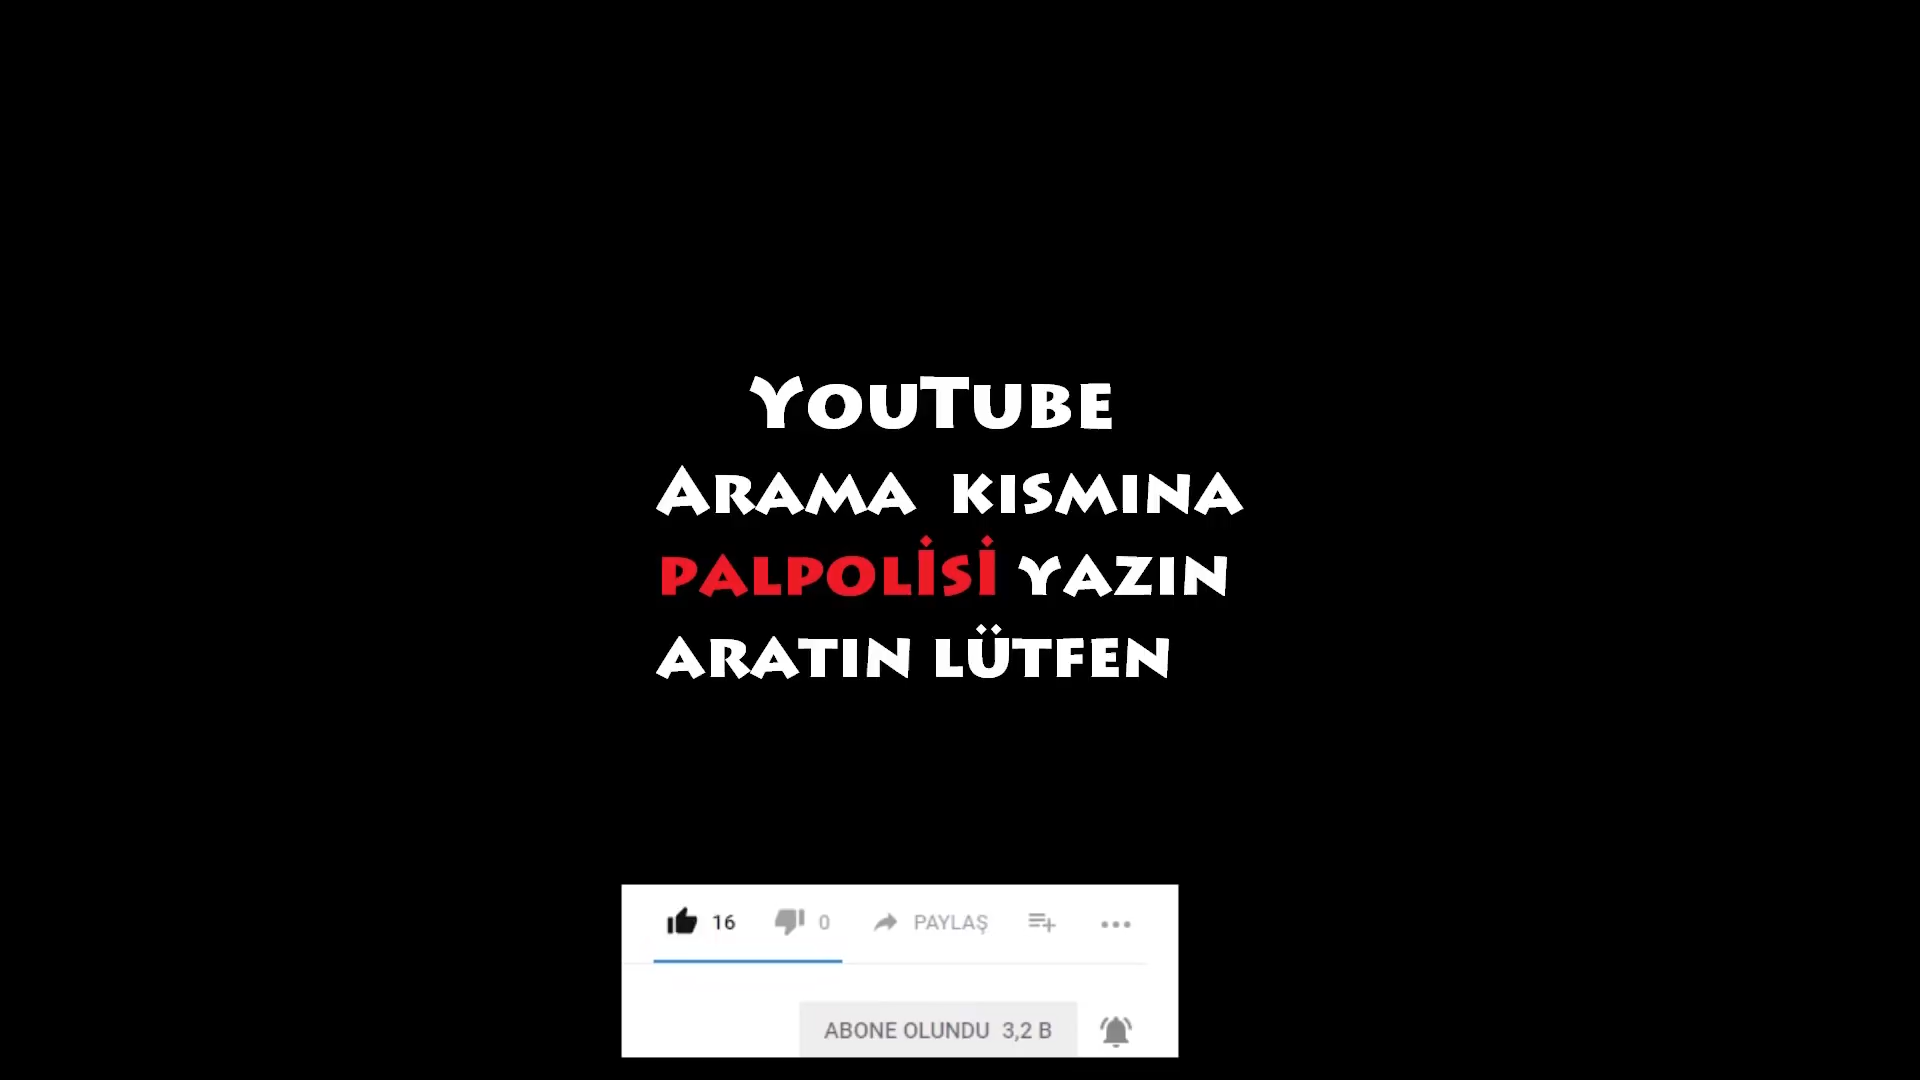 YouTube
Arama kısmına
palpolisi yazın
aratın lütfen
16 0 PAYLAŞ
ABONE OLUNDU 3,2 B